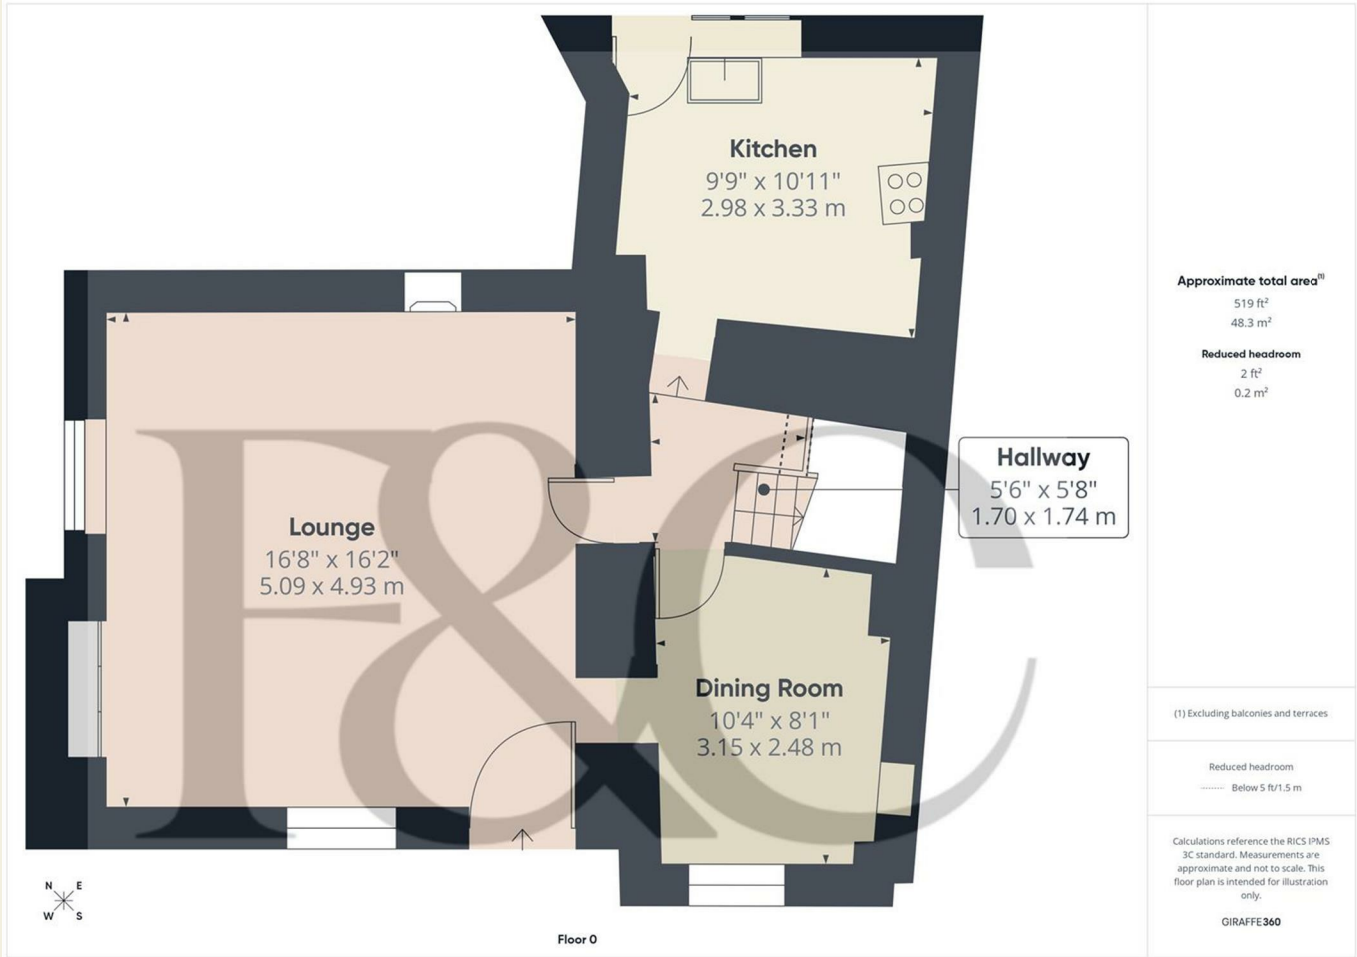 Kitchen
9'9" x 10'11"
2.98 x 3.33 m
Lounge
16'8" x 16'2"
5.09 x 4.93 m
Hallway
5'6" x 5'8"
1.70 x 1.74 m
Dining Room
10'4" x 8'1"
3.15 x 2.48 m
F&C
N E
W S
Floor 0
Approximate total area(1)
519 ft²
48.3 m²
Reduced headroom
2 ft²
0.2 m²
(1) Excluding balconies and terraces
Reduced headroom
Below 5 ft/1.5 m
Calculations reference the RICS IPMS
3C standard. Measurements are
approximate and not to scale. This
floor plan is intended for illustration
only.
GIRAFFE360